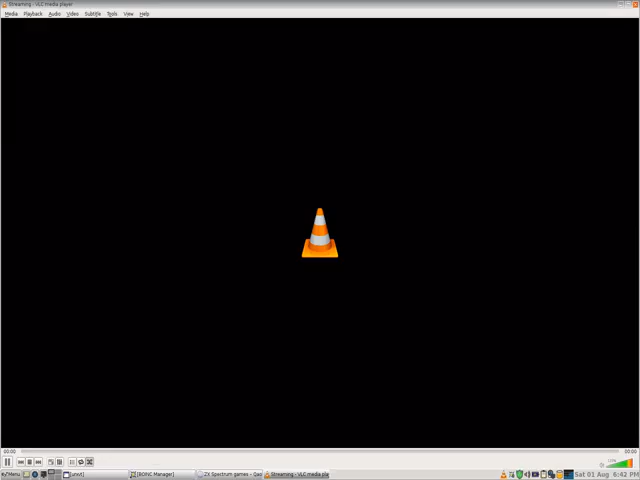 Streaming - VLC media player
Media Playback Audio Video Subtitle Tools View Help
00:00 00:00
Menu [BOINC Manager] ZX Spectrum games - Streaming - VLC media pla Sat 01 Aug 6:42 PM